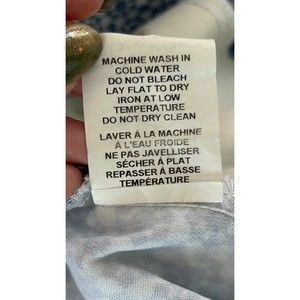 MACHINE WASH IN
COLD WATER
DO NOT BLEACH
LAY FLAT TO DRY
IRON AT LOW
TEMPERATURE
DO NOT DRY CLEAN
LAVER À LA MACHINE
À L'EAU FROIDE
NE PAS JAVELLISER
SÉCHER À PLAT
REPASSER À BASSE
TEMPÉRATURE